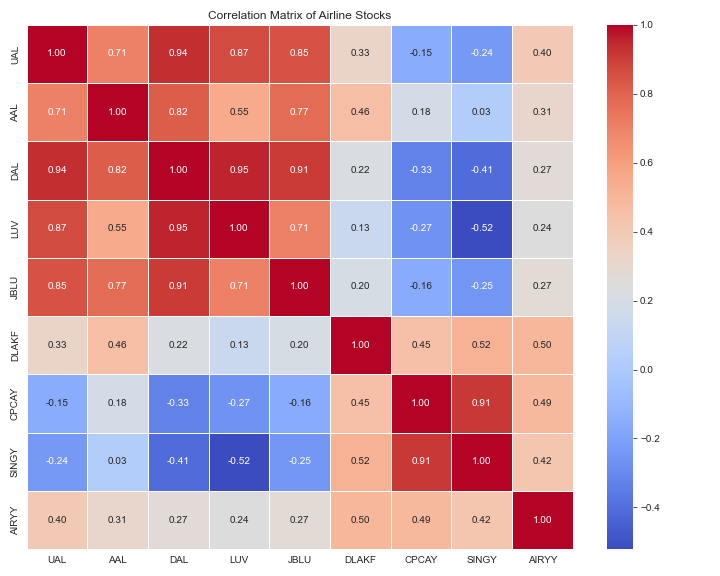 Correlation Matrix of Airline Stocks
UAL 1.00 0.71 0.94 0.87 0.85 0.33 -0.15 -0.24 0.40
AAL 0.71 1.00 0.82 0.55 0.77 0.46 0.18 0.03 0.31
DAL 0.94 0.82 1.00 0.95 0.91 0.22 -0.33 -0.41 0.27
LUV 0.87 0.55 0.95 1.00 0.71 0.13 -0.27 -0.52 0.24
JBLU 0.85 0.77 0.91 0.71 1.00 0.20 -0.16 -0.25 0.27
DLAKF 0.33 0.46 0.22 0.13 0.20 1.00 0.45 0.52 0.50
CPCAY -0.15 0.18 -0.33 -0.27 -0.16 0.45 1.00 0.91 0.49
SINGY -0.24 0.03 -0.41 -0.52 -0.25 0.52 0.91 1.00 0.42
AIRYY 0.40 0.31 0.27 0.24 0.27 0.50 0.49 0.42 1.00
UAL AAL DAL LUV JBLU DLAKF CPCAY SINGY AIRYY
1.0
0.8
0.6
0.4
0.2
0.0
−0.2
−0.4